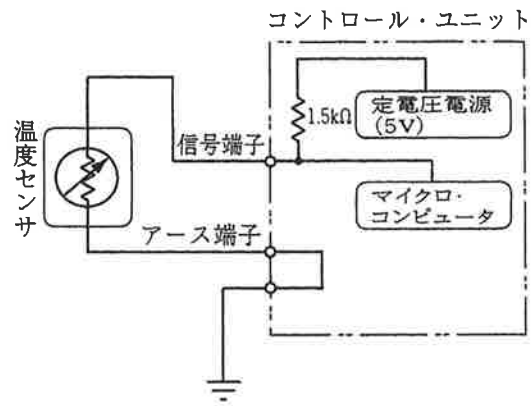 コントロール・ユニット
1.5kΩ
定電圧電源
(5V)
温度センサ
信号端子
マイクロ・
コンピュータ
アース端子